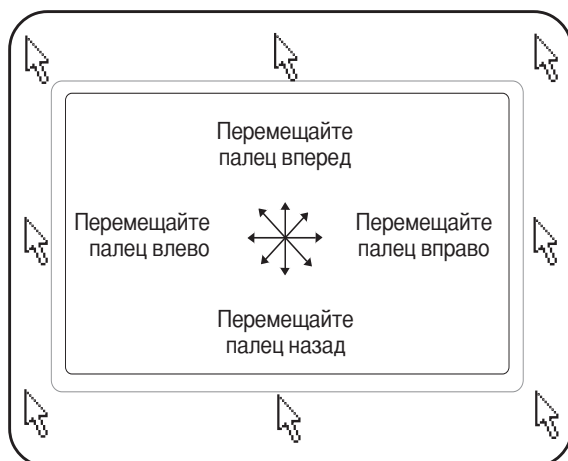 Перемещайте
палец вперед
Перемещайте
палец влево
Перемещайте
палец вправо
Перемещайте
палец назад